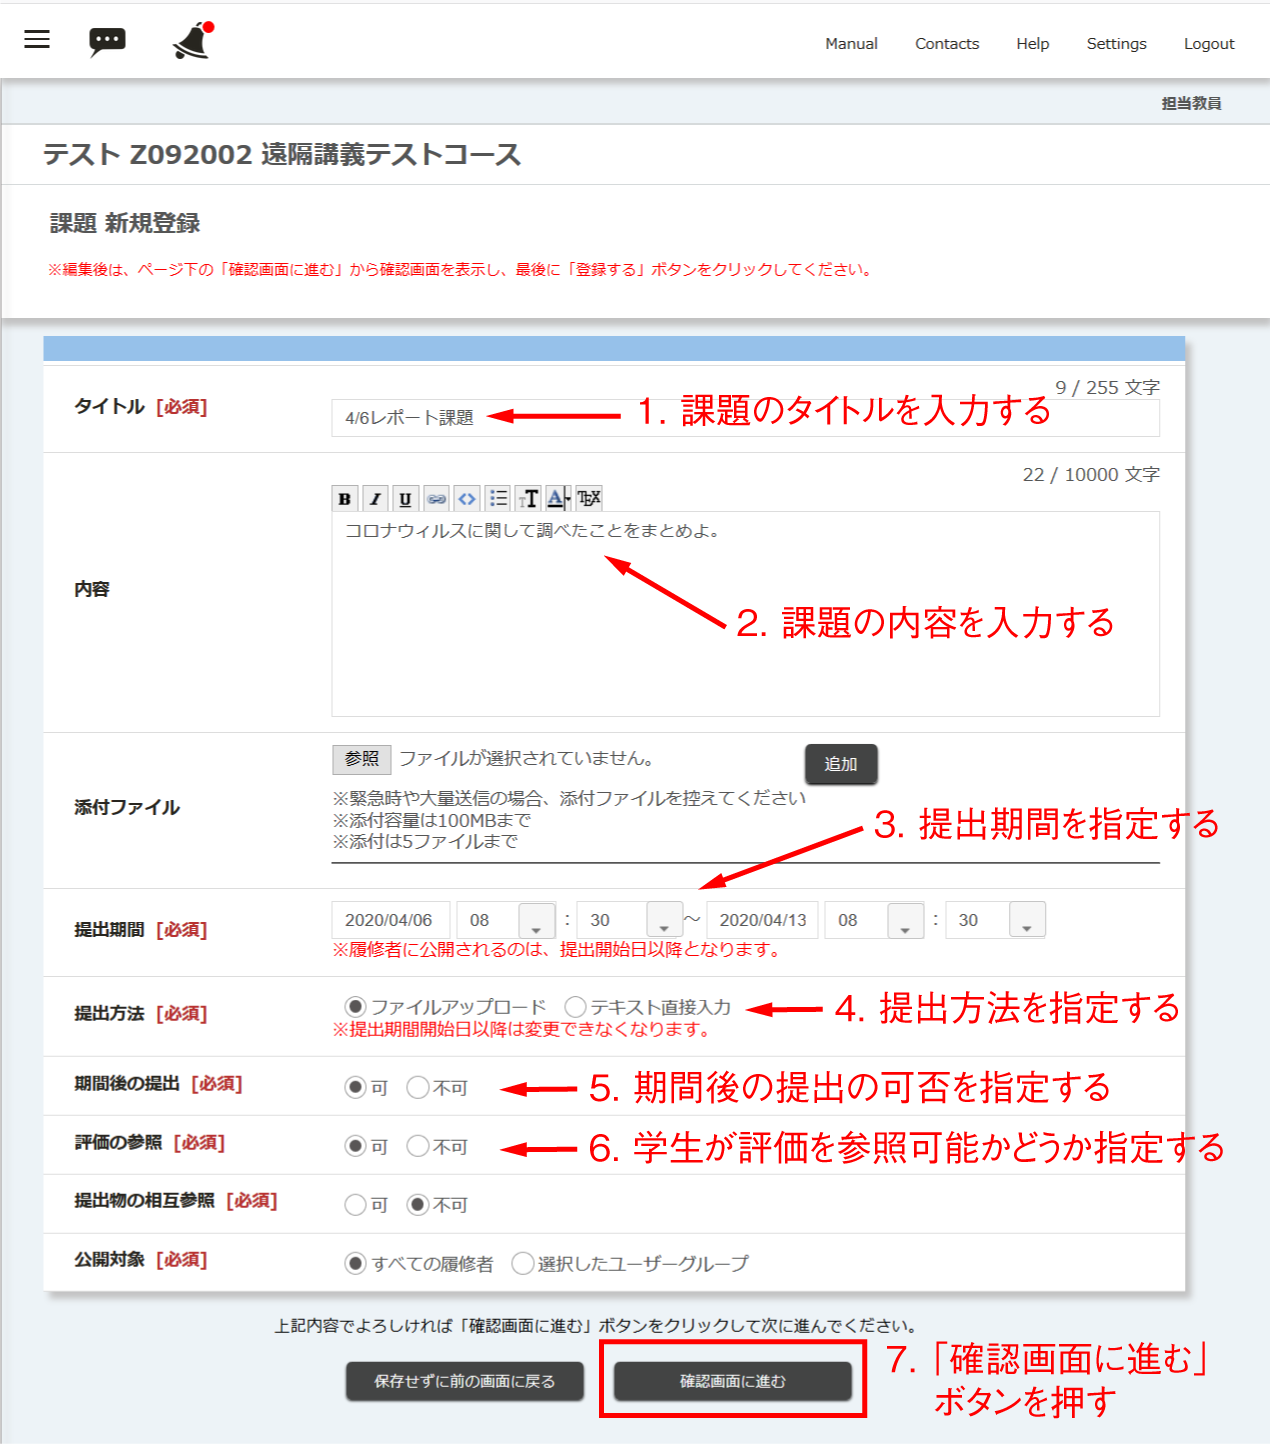 Manual Contacts Help Settings Logout
担当教員
テスト Z092002 遠隔講義テストコース
課題 新規登録
※編集後は、ページ下の「確認画面に進む」から確認画面を表示し、最後に「登録する」ボタンをクリックしてください。
9 / 255 文字
タイトル [必須]
4/6レポート課題
1. 課題のタイトルを入力する
22 / 10000 文字
B I U <> TT A TEX
コロナウィルスに関して調べたことをまとめよ。
内容
2. 課題の内容を入力する
参照 ファイルが選択されていません。 追加
添付ファイル
※緊急時や大量送信の場合、添付ファイルを控えてください
※添付容量は100MBまで
※添付は5ファイルまで
3. 提出期間を指定する
提出期間 [必須]
2020/04/06 08 : 30 ～ 2020/04/13 08 : 30
※履修者に公開されるのは、提出開始日以降となります。
提出方法 [必須]
ファイルアップロード テキスト直接入力
4. 提出方法を指定する
※提出期間開始日以降は変更できなくなります。
期間後の提出 [必須]
可 不可
5. 期間後の提出の可否を指定する
評価の参照 [必須]
可 不可
6. 学生が評価を参照可能かどうか指定する
提出物の相互参照 [必須]
可 不可
公開対象 [必須]
すべての履修者 選択したユーザーグループ
上記内容でよろしければ「確認画面に進む」ボタンをクリックして次に進んでください。
保存せずに前の画面に戻る 確認画面に進む
7. 「確認画面に進む」
ボタンを押す